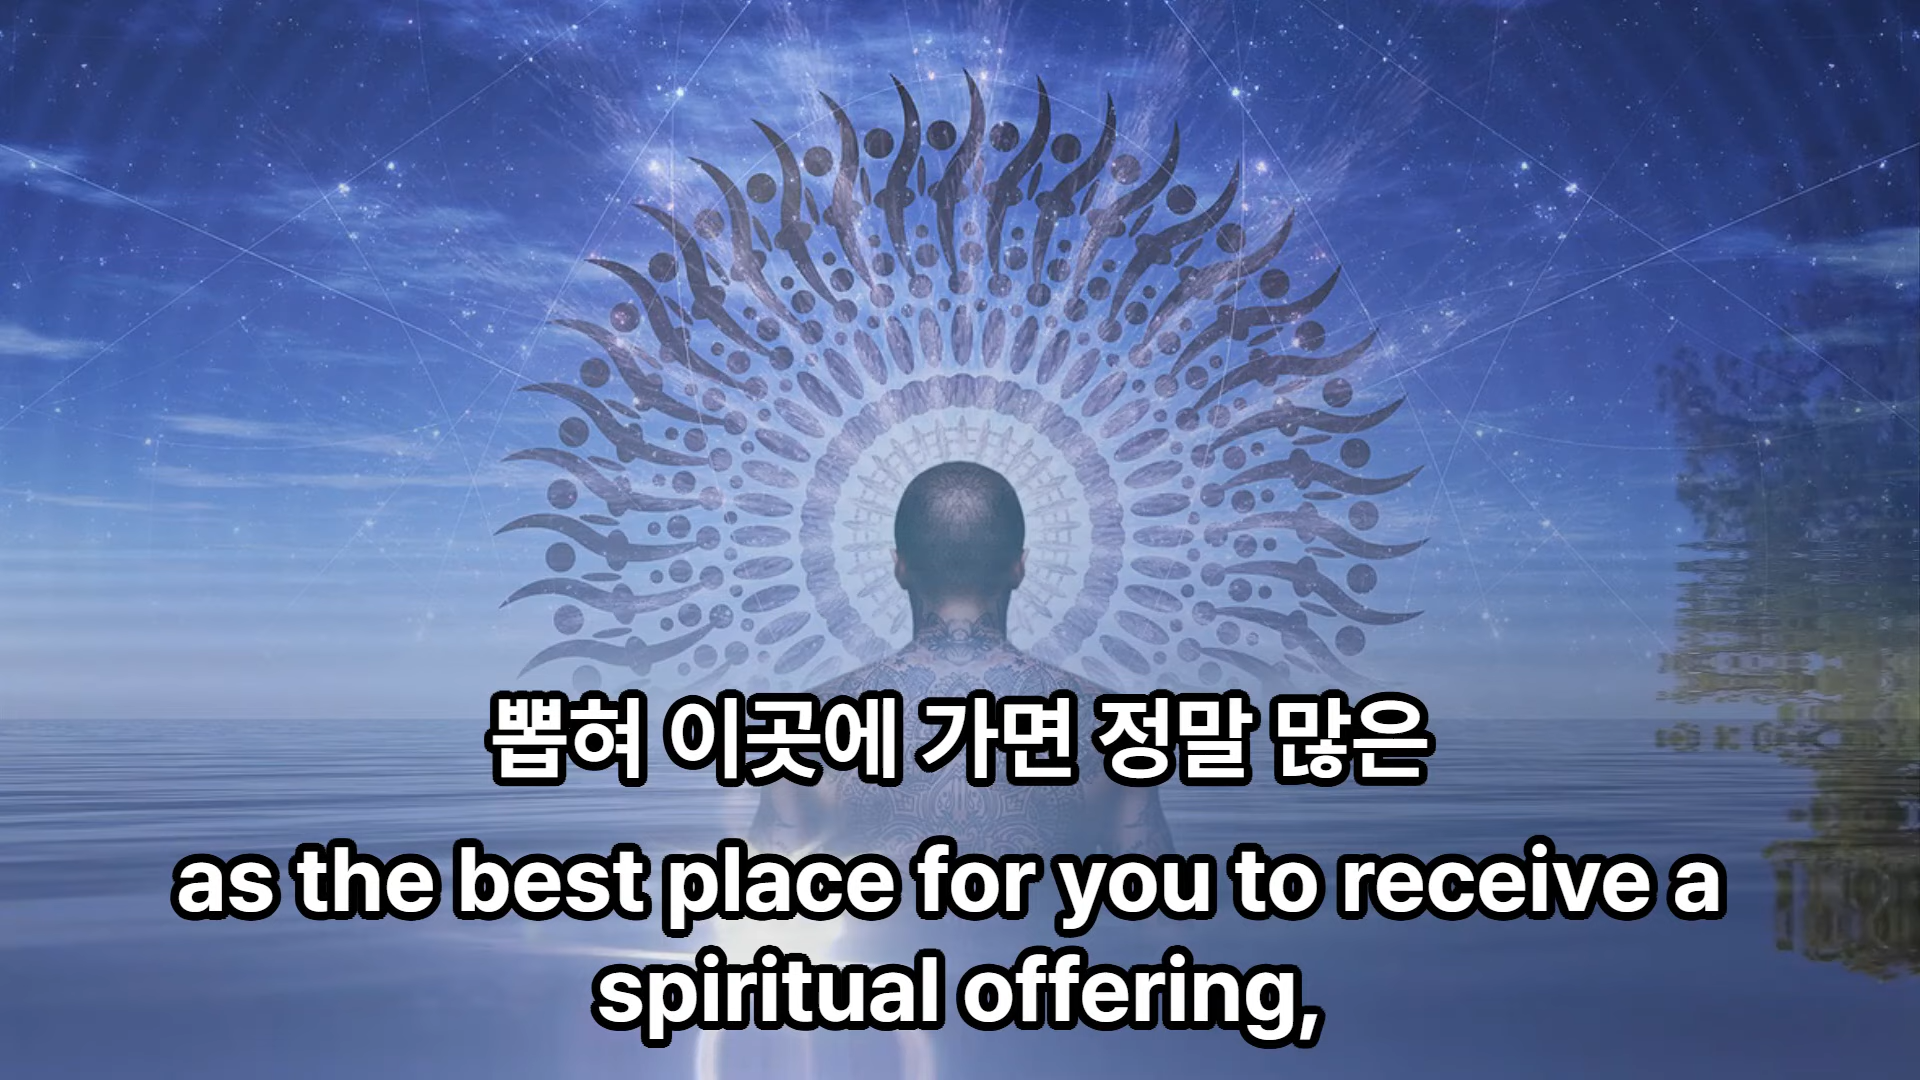 뽑혀 이곳에 가면 정말 많은
as the best place for you to receive a
spiritual offering,